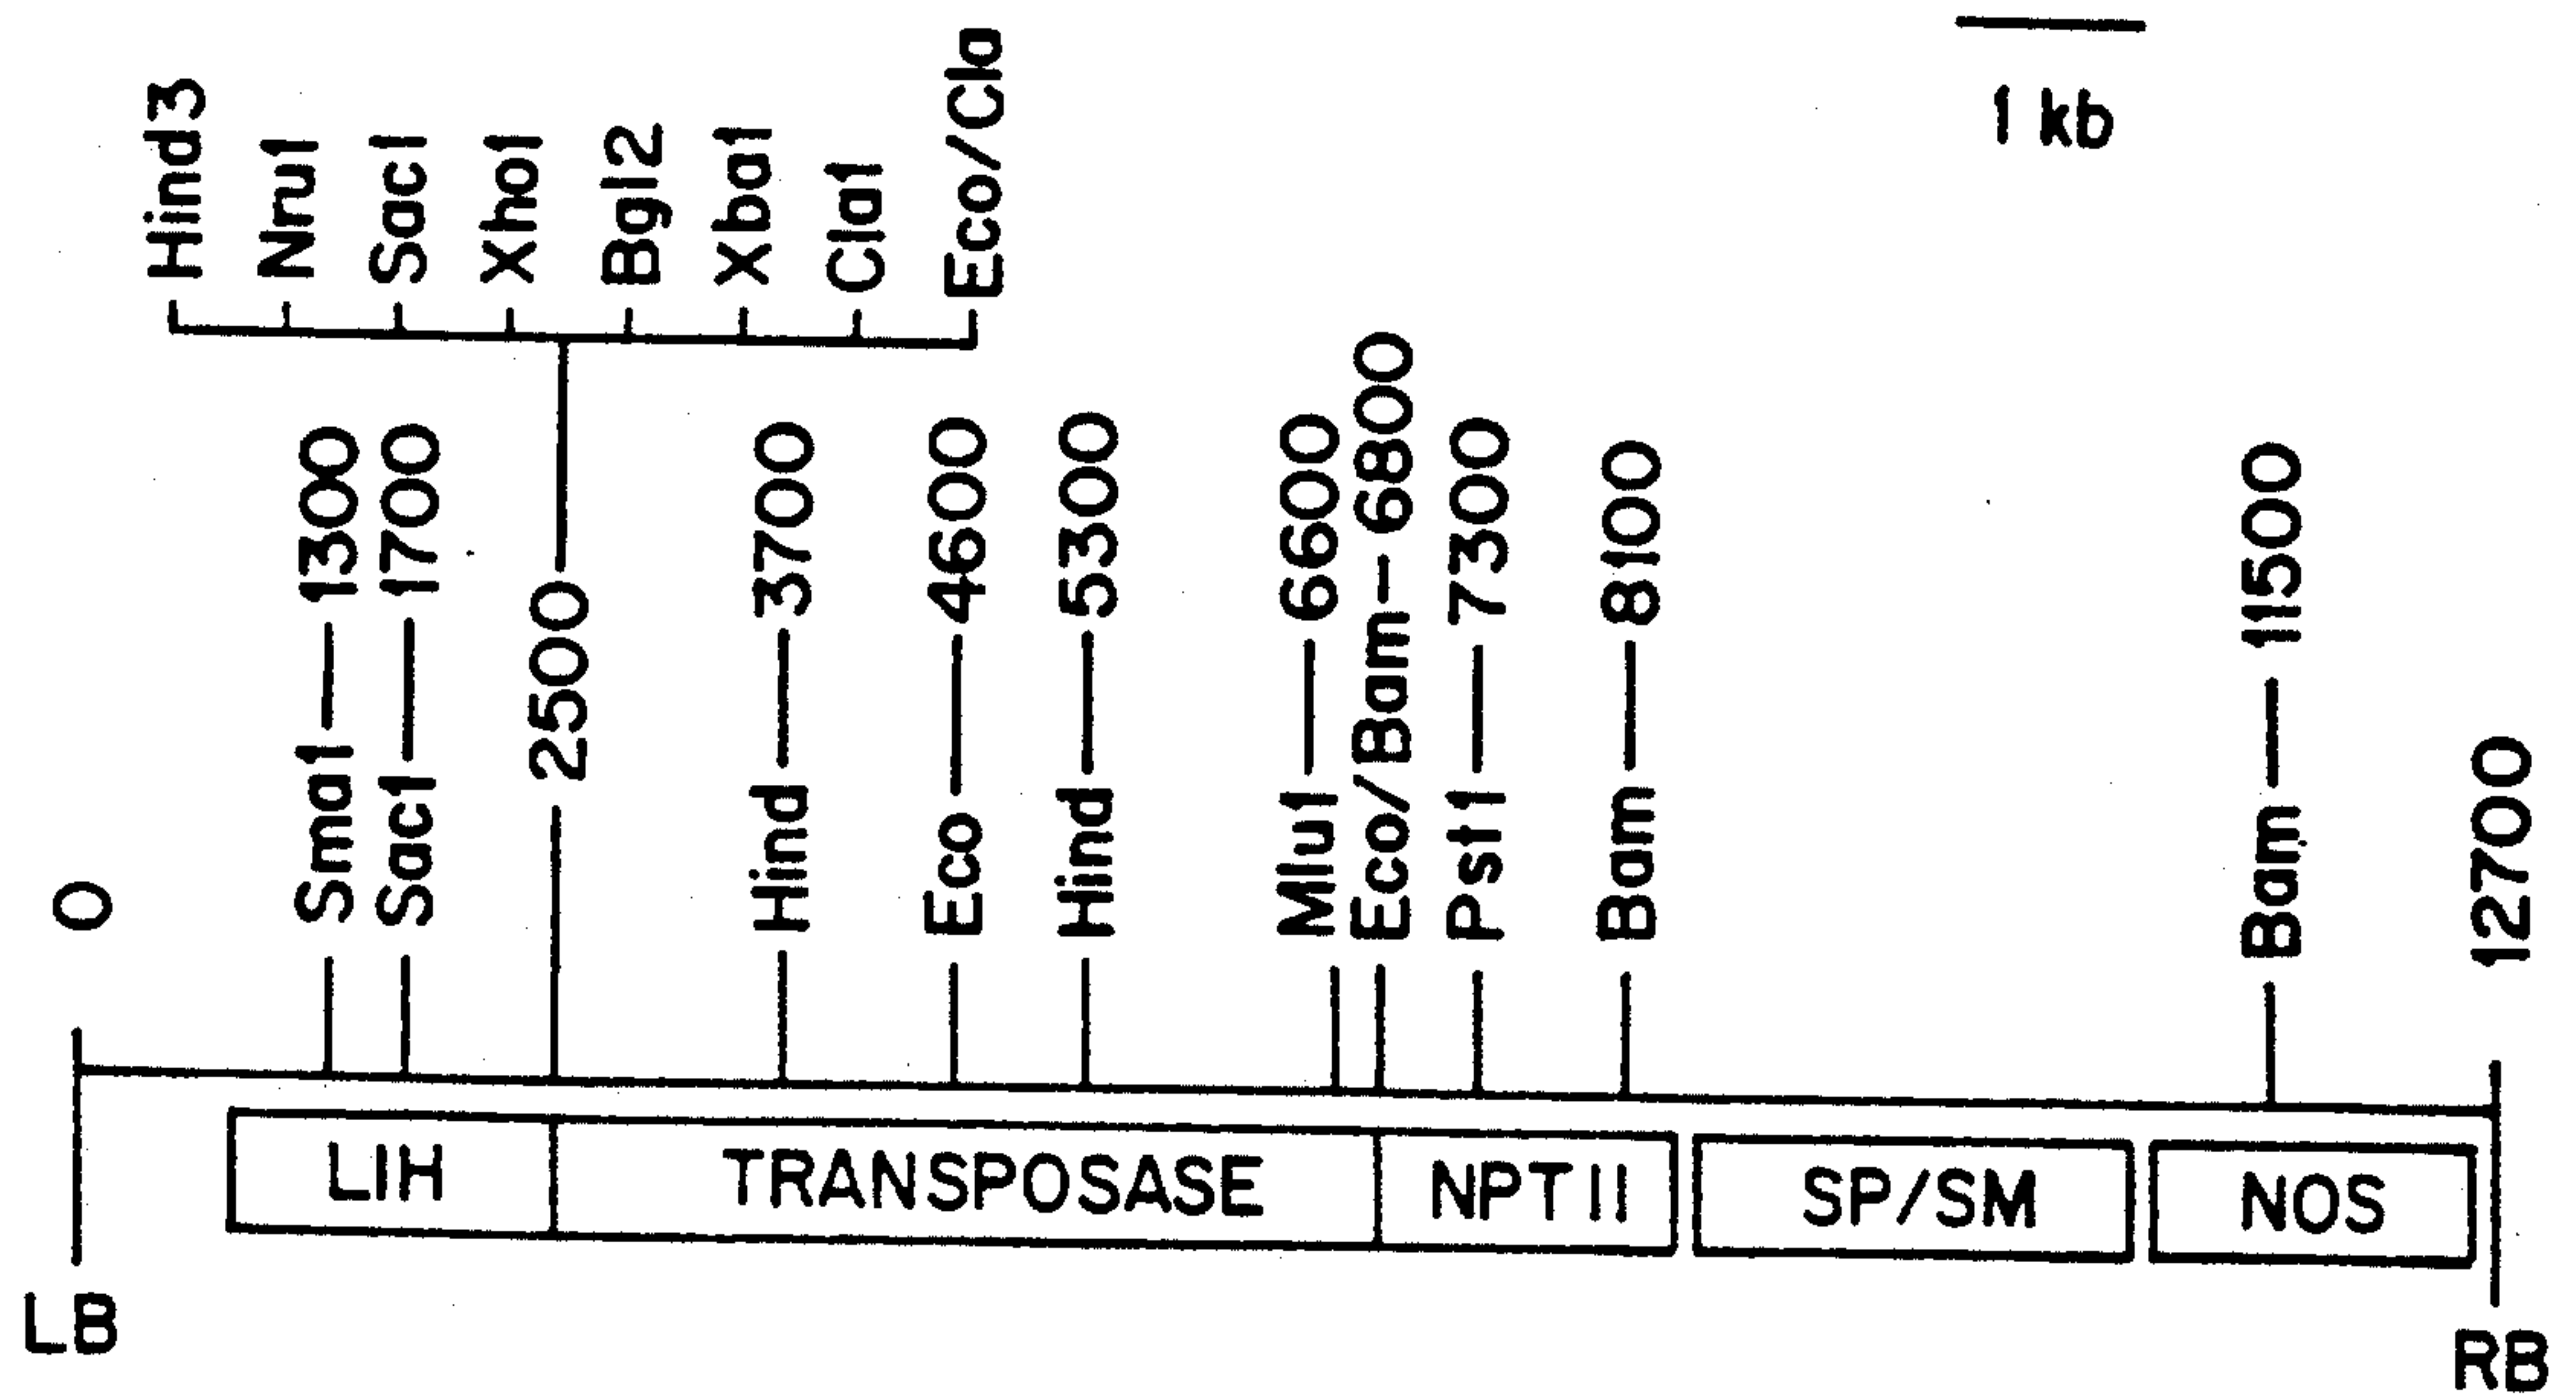 1 kb
Hind3
Nru1
Sac1
Xho1
Bgl2
Xba1
Cla1
Eco/Cla
0
Sma1 — 1300
Sac1 — 1700
2500
Hind — 3700
Eco — 4600
Hind — 5300
Mlu1 — 6600
Eco/Bam — 6800
Pst1 — 7300
Bam — 8100
Bam — 11500
12700
LIH
TRANSPOSASE
NPT II
SP/SM
NOS
LB
RB